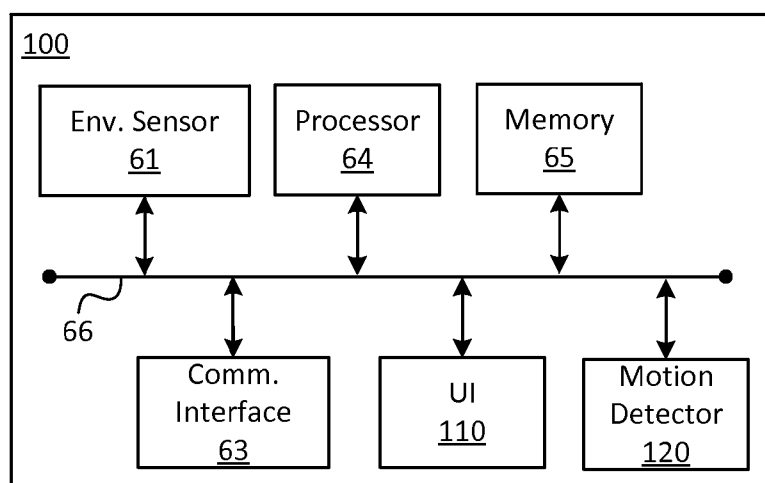 100
Env. Sensor
61
Processor
64
Memory
65
66
Comm.
Interface
63
UI
110
Motion
Detector
120